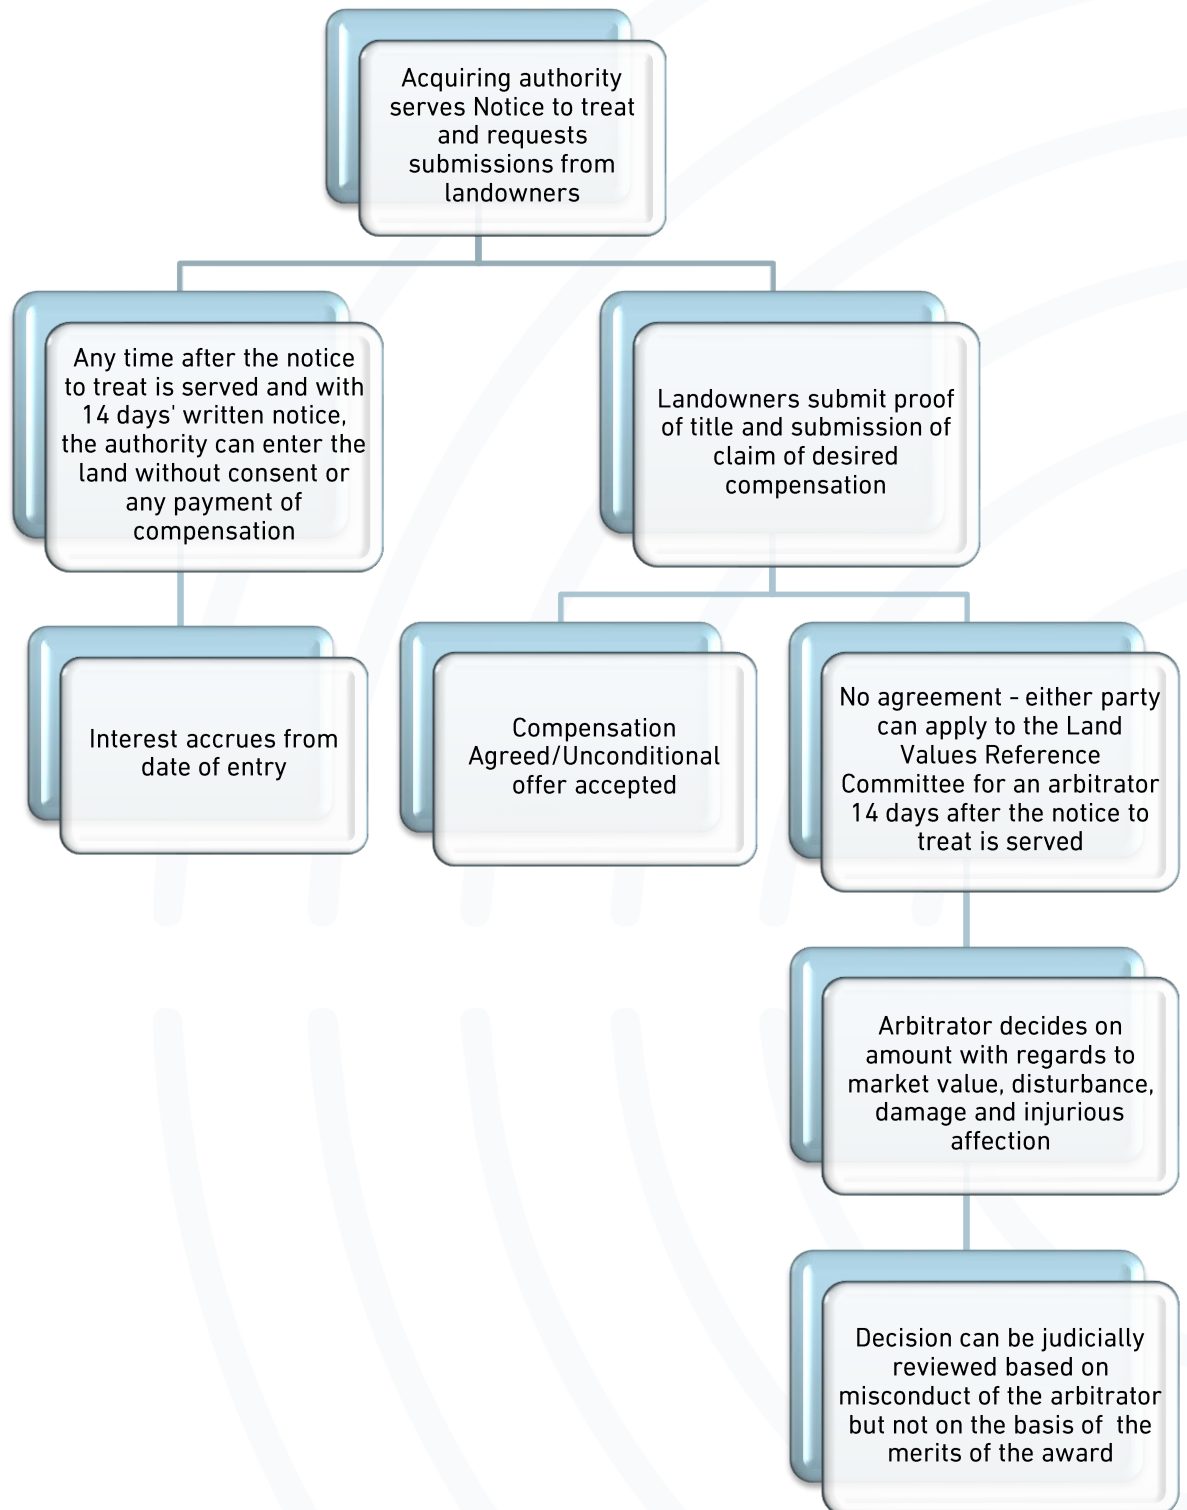 Acquiring authority
serves Notice to treat
and requests
submissions from
landowners
Any time after the notice
to treat is served and with
14 days' written notice,
the authority can enter the
land without consent or
any payment of
compensation
Landowners submit proof
of title and submission of
claim of desired
compensation
Interest accrues from
date of entry
Compensation
Agreed/Unconditional
offer accepted
No agreement - either party
can apply to the Land
Values Reference
Committee for an arbitrator
14 days after the notice to
treat is served
Arbitrator decides on
amount with regards to
market value, disturbance,
damage and injurious
affection
Decision can be judicially
reviewed based on
misconduct of the arbitrator
but not on the basis of the
merits of the award